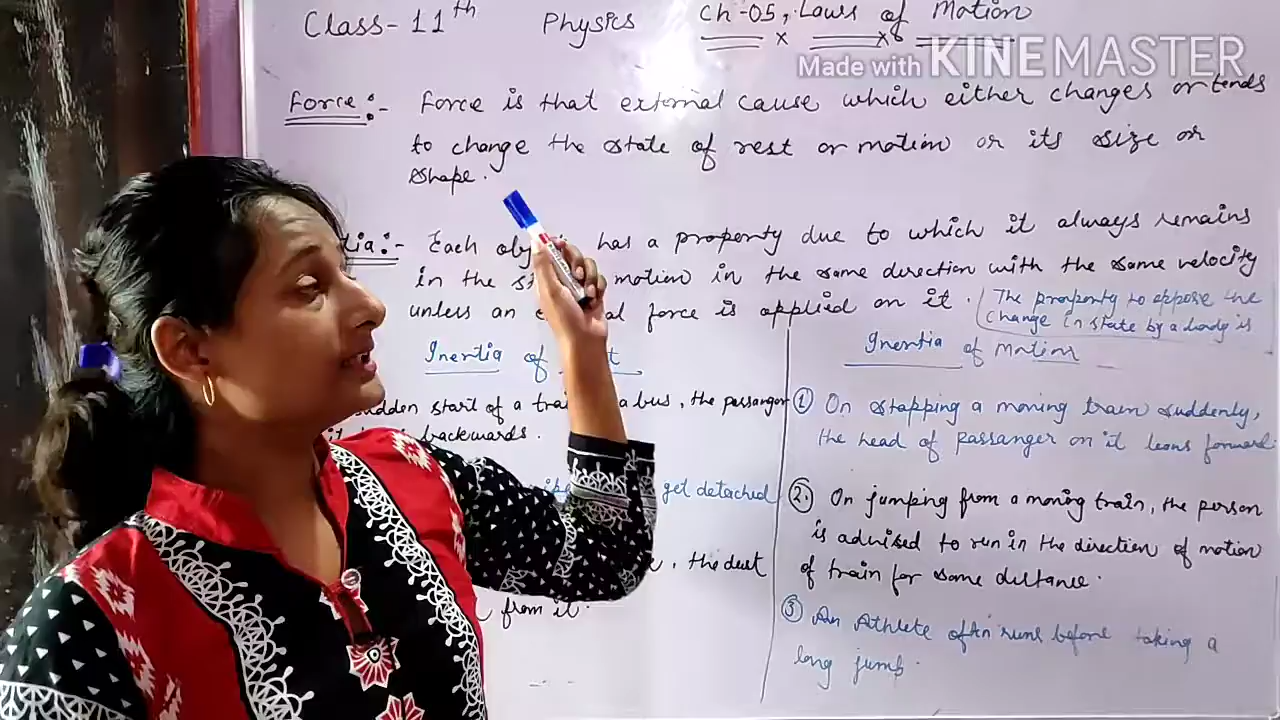 Class-11th Physics Ch-05, Laws of Motion
Made with KINEMASTER
Force:- Force is that external cause which either changes or tends
to change the state of rest or motion or its size or
shape.
tia:- Each obj has a property due to which it always remains
in the st motion in the same direction with the same velocity
unless an l force is applied on it. The property to oppose the
change in state by a body is
Inertia of t
sudden start of a trai a bus, the passanger
backwards.
get detached
, the dust
from it.
Inertia of Motion
① On stopping a moving train suddenly,
the head of passanger on it leans forward
② On jumping from a moving train, the person
is advised to run in the direction of motion
of train for some distance.
③ An Athlete often runs before taking a
long jump.